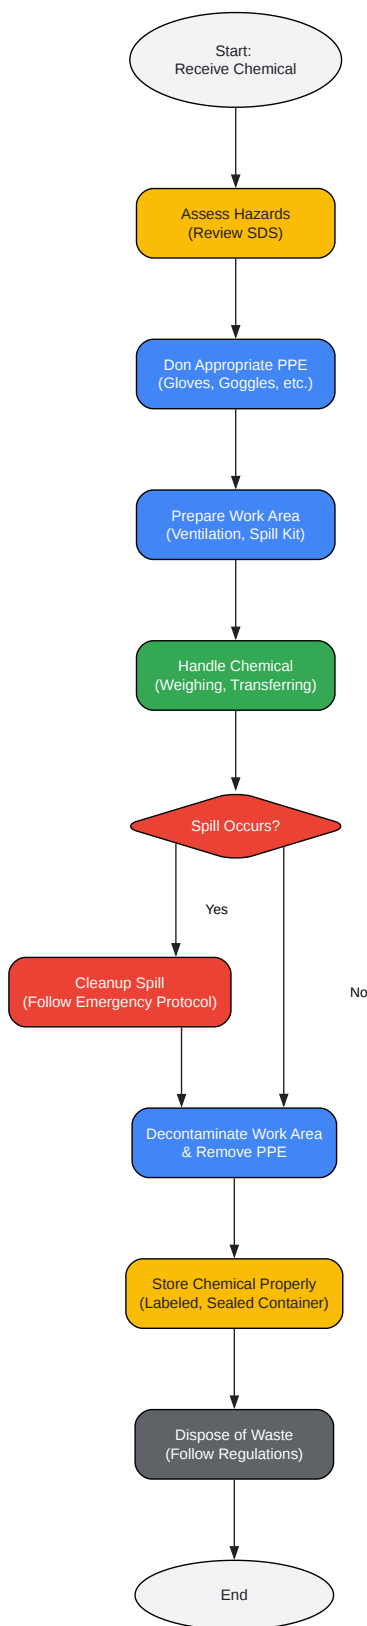 Start:
Receive Chemical
Assess Hazards
(Review SDS)
Don Appropriate PPE
(Gloves, Goggles, etc.)
Prepare Work Area
(Ventilation, Spill Kit)
Handle Chemical
(Weighing, Transferring)
Spill Occurs?
Yes
Cleanup Spill
(Follow Emergency Protocol)
No
Decontaminate Work Area
& Remove PPE
Store Chemical Properly
(Labeled, Sealed Container)
Dispose of Waste
(Follow Regulations)
End